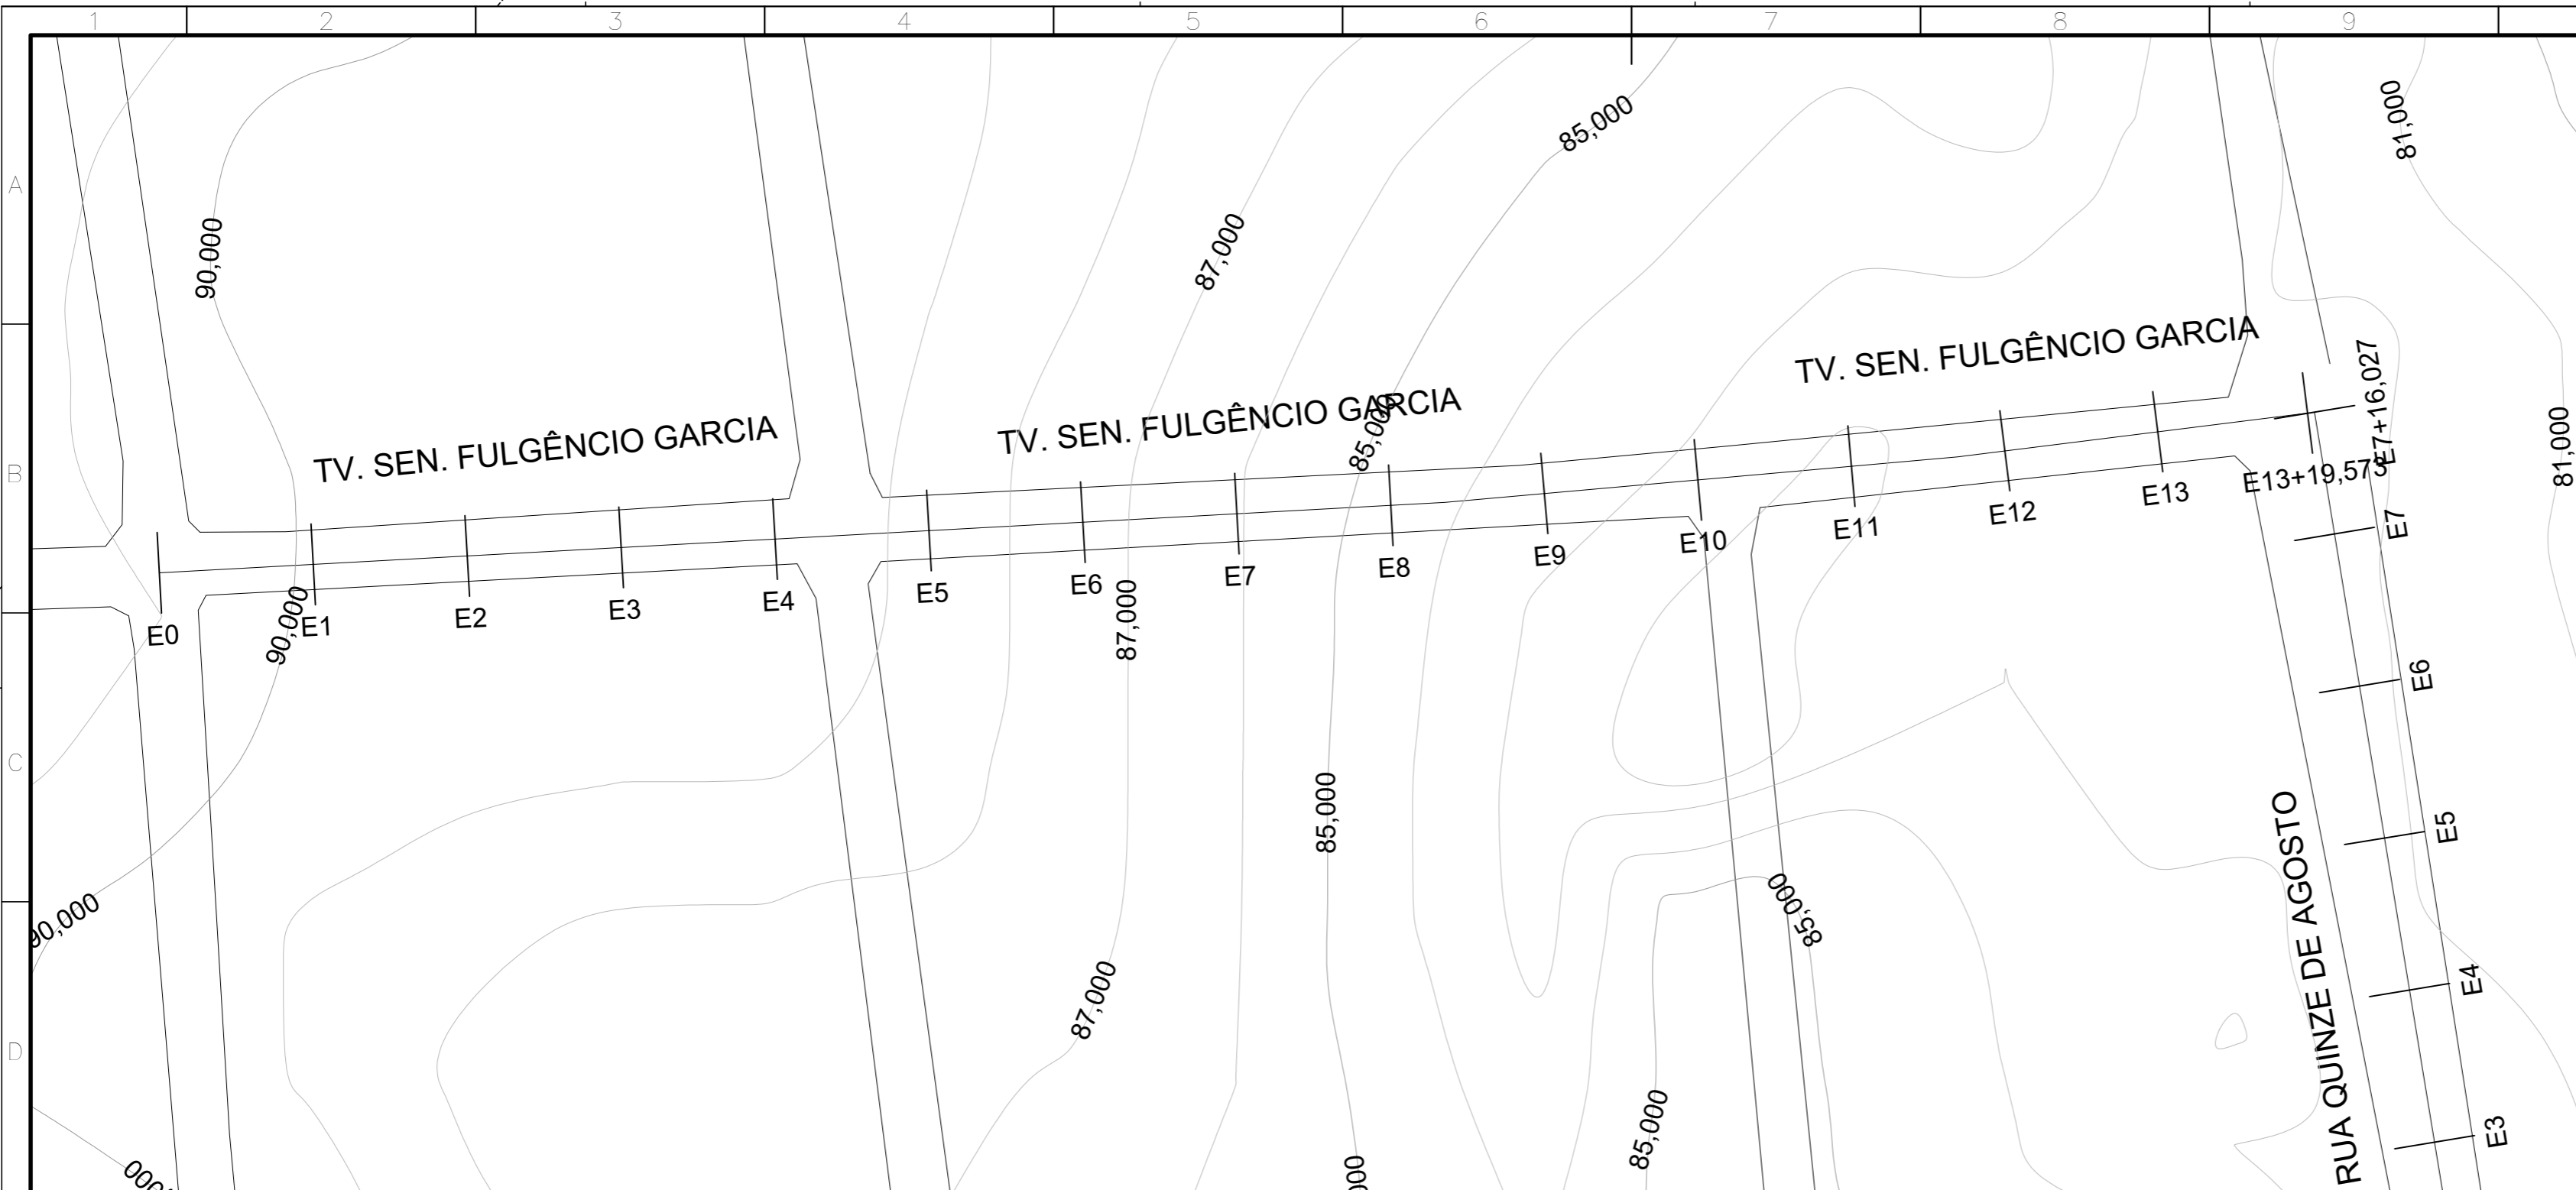 1
2
3
4
5
6
7
8
9
A
B
C
D
90,000
87,000
85,000
81,000
TV. SEN. FULGÊNCIO GARCIA
TV. SEN. FULGÊNCIO GARCIA
TV. SEN. FULGÊNCIO GARCIA
85,000
E7+16,027
81,000
E13+19,573
E0
E1
E2
E3
E4
E5
E6
E7
E8
E9
E10
E11
E12
E13
E7
90,000
87,000
E6
85,000
E5
85,000
90,000
87,000
E4
RUA QUINZE DE AGOSTO
85,000
E3